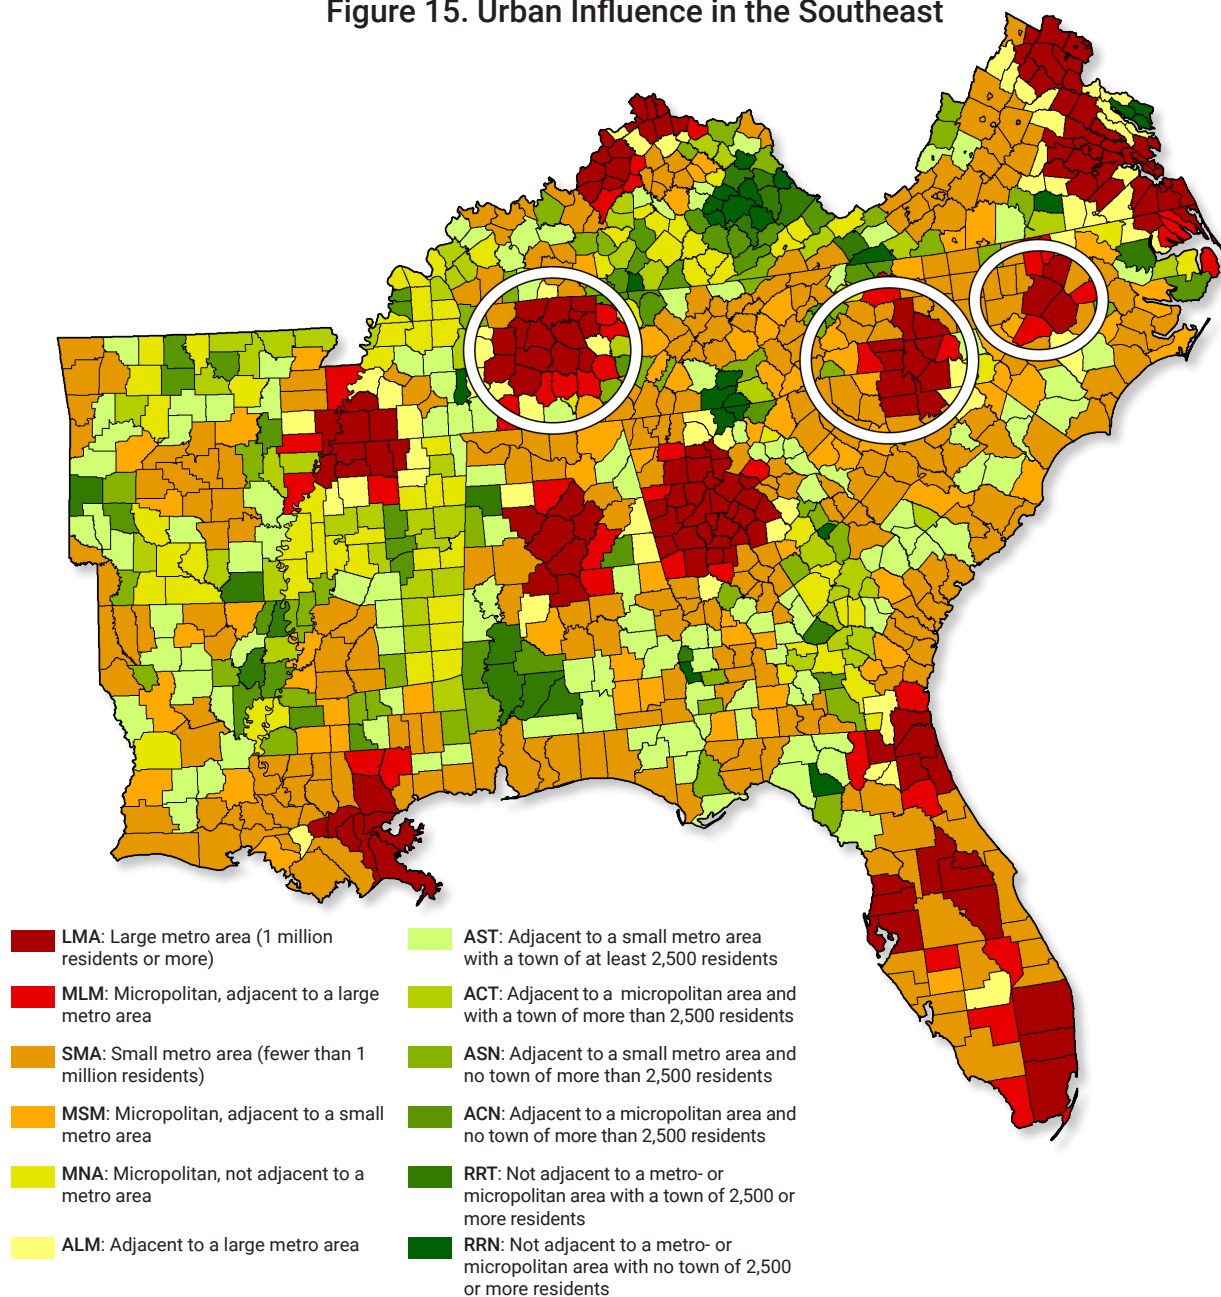 Figure 15. Urban Influence in the Southeast
LMA: Large metro area (1 million
residents or more)
MLM: Micropolitan, adjacent to a large
metro area
SMA: Small metro area (fewer than 1
million residents)
MSM: Micropolitan, adjacent to a small
metro area
MNA: Micropolitan, not adjacent to a
metro area
ALM: Adjacent to a large metro area
AST: Adjacent to a small metro area
with a town of at least 2,500 residents
ACT: Adjacent to a micropolitan area and
with a town of more than 2,500 residents
ASN: Adjacent to a small metro area and
no town of more than 2,500 residents
ACN: Adjacent to a micropolitan area and
no town of more than 2,500 residents
RRT: Not adjacent to a metro- or
micropolitan area with a town of 2,500 or
more residents
RRN: Not adjacent to a metro- or
micropolitan area with no town of 2,500
or more residents